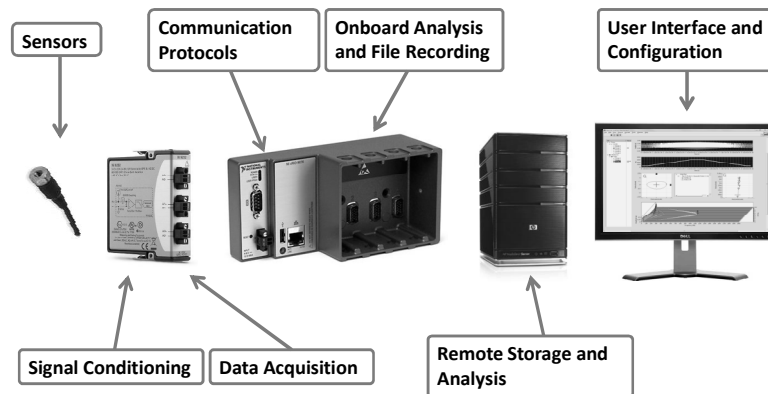 Sensors
Communication
Protocols
Onboard Analysis
and File Recording
User Interface and
Configuration
Signal Conditioning
Data Acquisition
Remote Storage and
Analysis